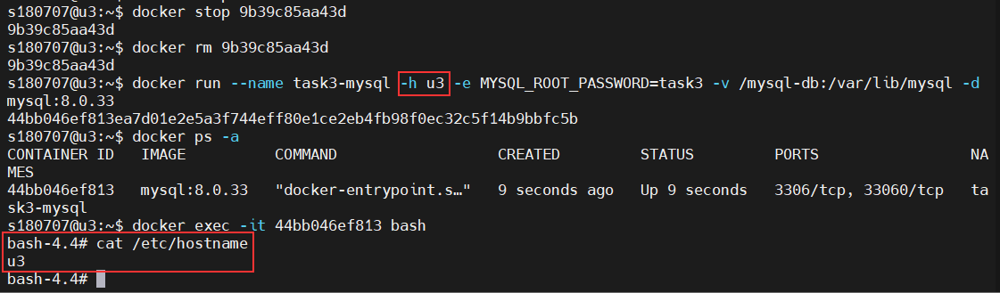 s180707@u3:~$ docker stop 9b39c85aa43d
9b39c85aa43d
s180707@u3:~$ docker rm 9b39c85aa43d
9b39c85aa43d
s180707@u3:~$ docker run --name task3-mysql -h u3 -e MYSQL_ROOT_PASSWORD=task3 -v /mysql-db:/var/lib/mysql -d
mysql:8.0.33
44bb046ef813ea7d01e2e5a3f744eff80e1ce2eb4fb98f0ec32c5f14b9bbfc5b
s180707@u3:~$ docker ps -a
CONTAINER ID   IMAGE          COMMAND                  CREATED         STATUS         PORTS                 NA
MES
44bb046ef813   mysql:8.0.33   "docker-entrypoint.s…"   9 seconds ago   Up 9 seconds   3306/tcp, 33060/tcp   ta
sk3-mysql
s180707@u3:~$ docker exec -it 44bb046ef813 bash
bash-4.4# cat /etc/hostname
u3
bash-4.4#